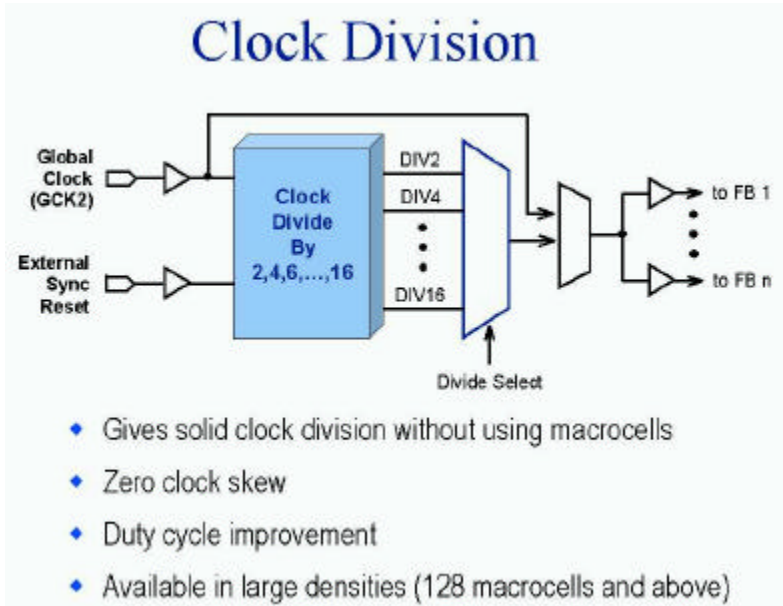 Clock Division
Global
Clock
(GCK2)
External
Sync
Reset
Clock
Divide
By
2,4,6,...,16
DIV2
DIV4
DIV16
Divide Select
to FB 1
to FB n
Gives solid clock division without using macrocells
Zero clock skew
Duty cycle improvement
Available in large densities (128 macrocells and above)